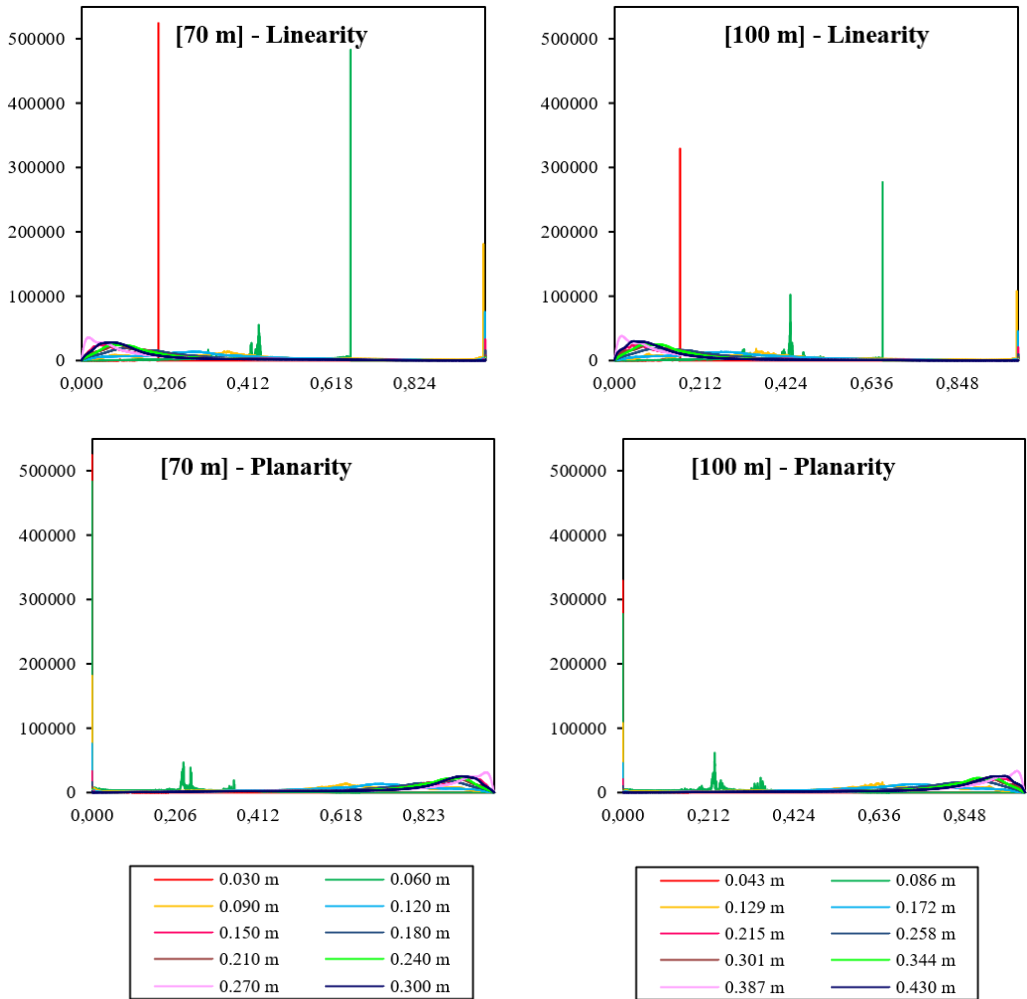 [70 m] - Linearity
500000
400000
300000
200000
100000
0
0,000 0,206 0,412 0,618 0,824
[100 m] - Linearity
500000
400000
300000
200000
100000
0
0,000 0,212 0,424 0,636 0,848
[70 m] - Planarity
500000
400000
300000
200000
100000
0
0,000 0,206 0,412 0,618 0,823
[100 m] - Planarity
500000
400000
300000
200000
100000
0
0,000 0,212 0,424 0,636 0,848
0.030 m 0.060 m
0.090 m 0.120 m
0.150 m 0.180 m
0.210 m 0.240 m
0.270 m 0.300 m
0.043 m 0.086 m
0.129 m 0.172 m
0.215 m 0.258 m
0.301 m 0.344 m
0.387 m 0.430 m